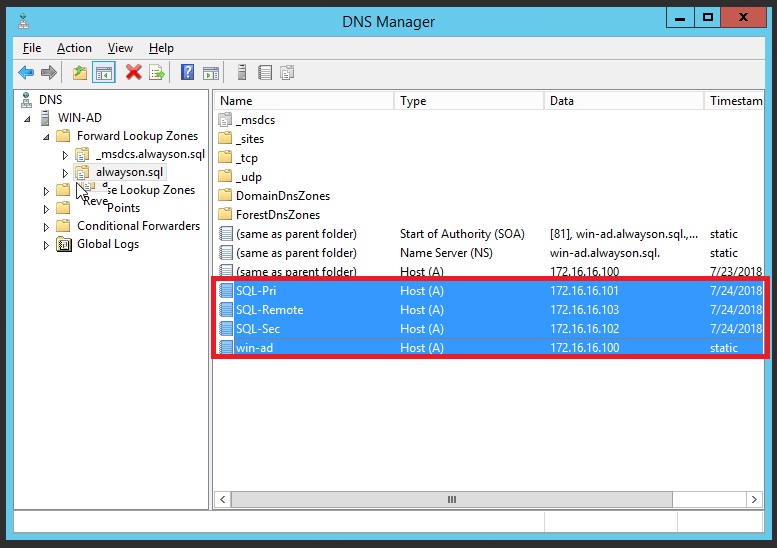 DNS Manager
File Action View Help
DNS
WIN-AD
Forward Lookup Zones
_msdcs.alwayson.sql
alwayson.sql
se Lookup Zones
Reve
Points
Conditional Forwarders
Global Logs
Name Type Data Timestam
_msdcs
_sites
_tcp
_udp
DomainDnsZones
ForestDnsZones
(same as parent folder) Start of Authority (SOA) [81], win-ad.alwayson.sql.,... static
(same as parent folder) Name Server (NS) win-ad.alwayson.sql. static
(same as parent folder) Host (A) 172.16.16.100 7/23/2018
SQL-Pri Host (A) 172.16.16.101 7/24/2018
SQL-Remote Host (A) 172.16.16.103 7/24/2018
SQL-Sec Host (A) 172.16.16.102 7/24/2018
win-ad Host (A) 172.16.16.100 static